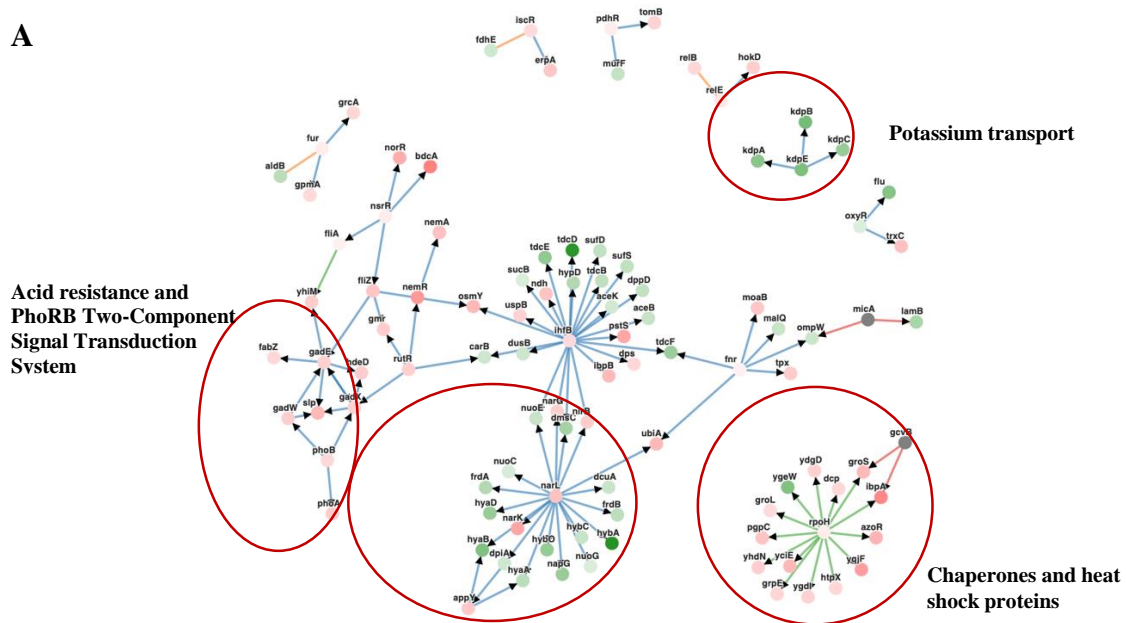 A
iscR
fdhE
erpA
pdhR
tomB
murF
relB
hokD
relE
grcA
fur
aldB
gpmA
norR
bdcA
nsrR
fliA
nemA
kdpB
kdpA
kdpE
kdpC
Potassium transport
flu
oxyR
trxC
Acid resistance and
PhoRB Two-Component
Signal Transduction
System
yhiM
fliZ
nemR
osmY
gmr
rutR
carB
fabZ
gadE
hdeD
gadW
slp
gadX
phoB
phoA
tdcE
tdcD
sufD
sucB
ndh
hypD
tdcB
sufS
dppD
uspB
aceK
aceB
ihfB
pstS
dusB
dps
ibpB
tdcF
moaB
malQ
ompW
micA
lamB
fnr
tpx
nuoE
narG
dmsC
nirB
ubiA
nuoC
frdA
narL
dcuA
hyaD
frdB
narK
hybC
hybA
hyaB
dpiA
hybO
nuoG
hyaA
napG
appY
gcvB
ydgD
groS
ygeW
dcp
ibpA
groL
rpoH
pgpC
azoR
yhdN
yciE
yqjF
grpE
ygdI
htpX
Chaperones and heat
shock proteins